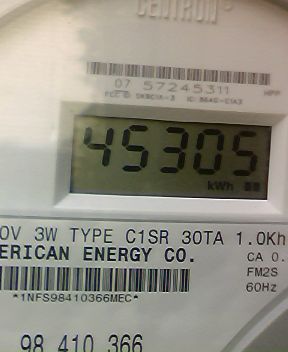 CENTRON®
07 57245311
45305
kWh
0V 3W TYPE C1SR 30TA 1.0Kh
ERICAN ENERGY CO.
CA 0.
FM2S
*1NFS98410366MEC*
60Hz
98 410 366